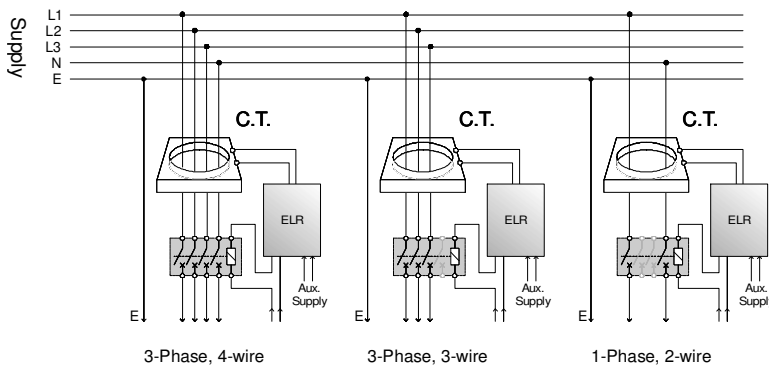 Supply
L1
L2
L3
N
E
C.T.
C.T.
C.T.
ELR
ELR
ELR
Aux.
Supply
Aux.
Supply
Aux.
Supply
E
E
E
3-Phase, 4-wire
3-Phase, 3-wire
1-Phase, 2-wire